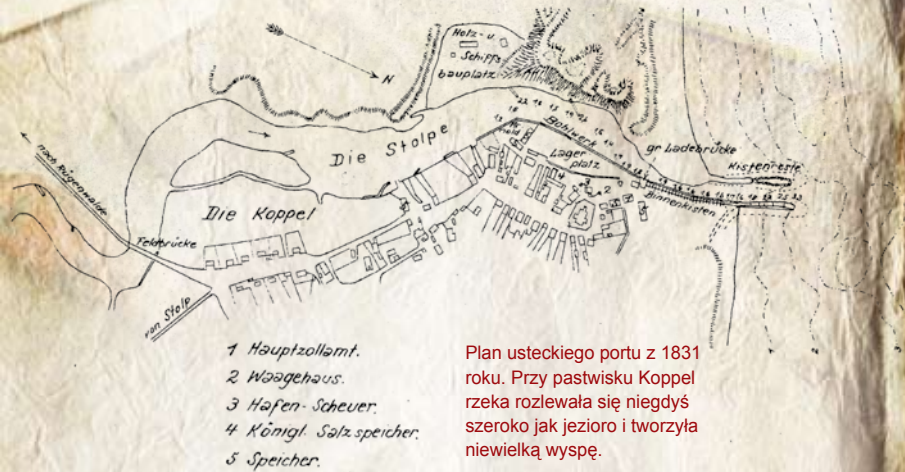 Holz- u.
Schiffs
bauplatz
N
Bohlwerk
gr Ladebrücke
Lager
platz
Kistenreste
Binnenkisten
Die Stolpe
nach Rügenwalde
Die Koppel
Feldbrücke
von Stolp
1 Hauptzollamt.
2 Waagehaus.
3 Hafen-Scheuer.
4 Königl. Salzspeicher.
5 Speicher.
Plan usteckiego portu z 1831
roku. Przy pastwisku Koppel
rzeka rozlewała się niegdyś
szeroko jak jezioro i tworzyła
niewielką wyspę.